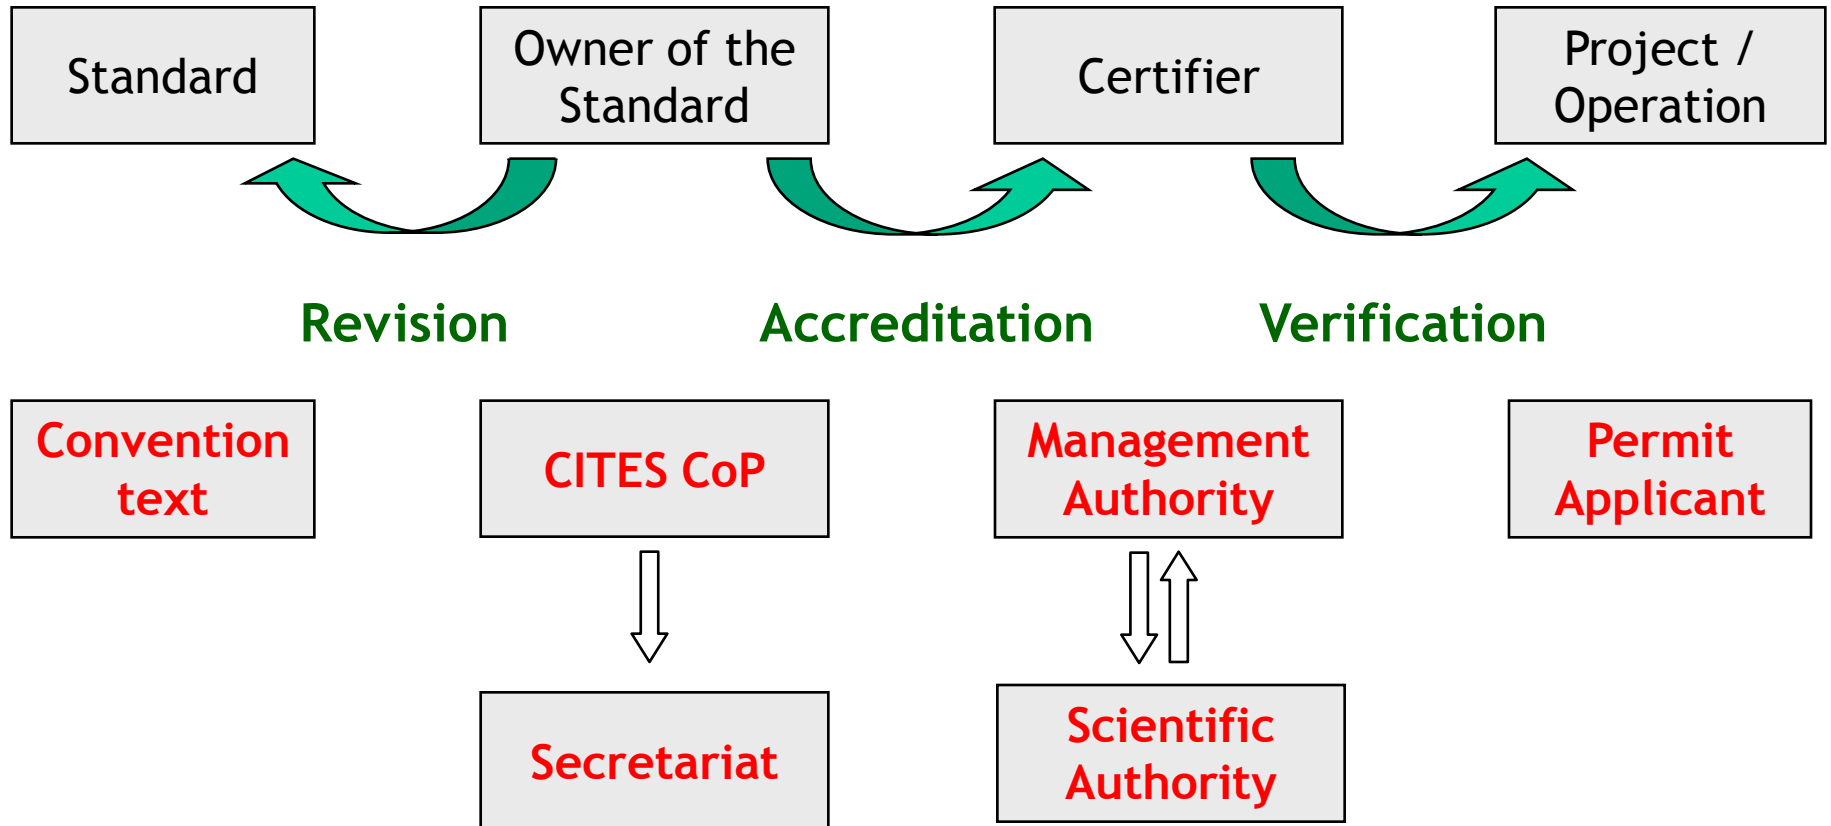 Standard
Owner of the
Standard
Certifier
Project /
Operation
Revision
Accreditation
Verification
Convention
text
CITES CoP
Management
Authority
Permit
Applicant
Secretariat
Scientific
Authority